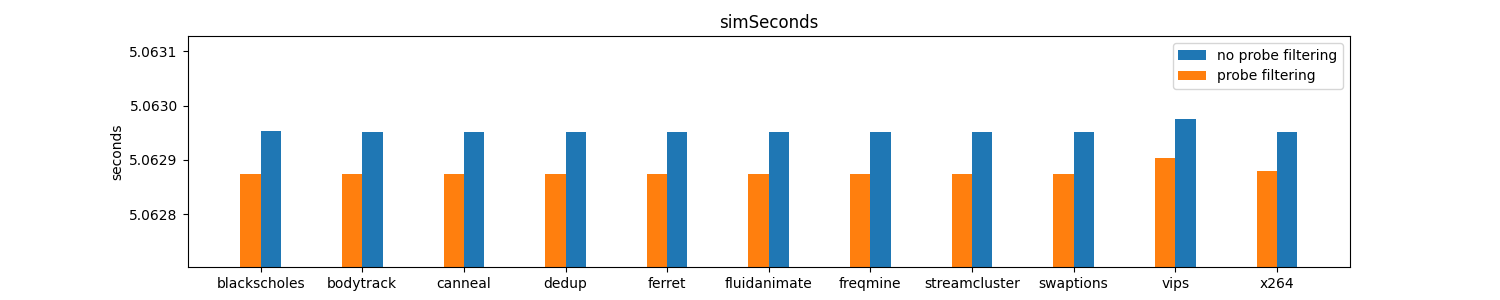 simSeconds
5.0631
5.0630
5.0629
5.0628
seconds
no probe filtering
probe filtering
blackscholes bodytrack canneal dedup ferret fluidanimate freqmine streamcluster swaptions vips x264